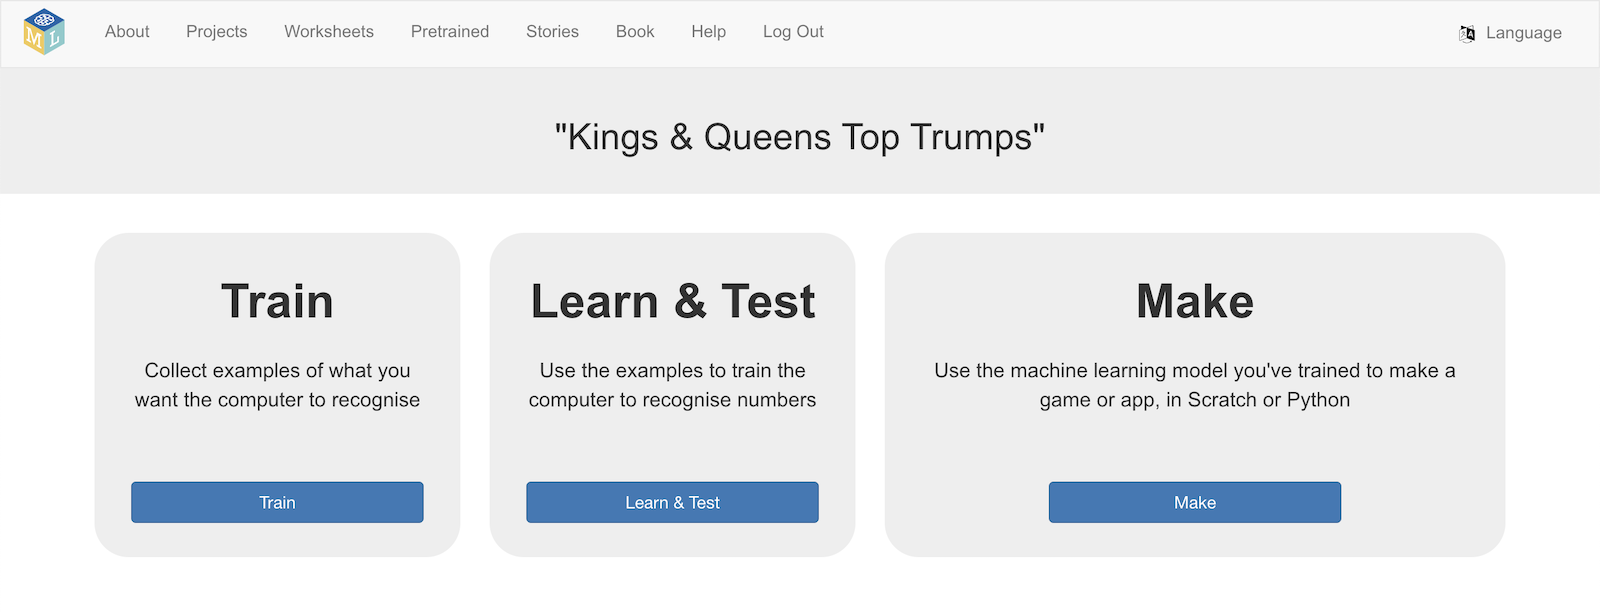 M L
About Projects Worksheets Pretrained Stories Book Help Log Out A Language
"Kings & Queens Top Trumps"
Train
Collect examples of what you
want the computer to recognise
Train
Learn & Test
Use the examples to train the
computer to recognise numbers
Learn & Test
Make
Use the machine learning model you've trained to make a
game or app, in Scratch or Python
Make